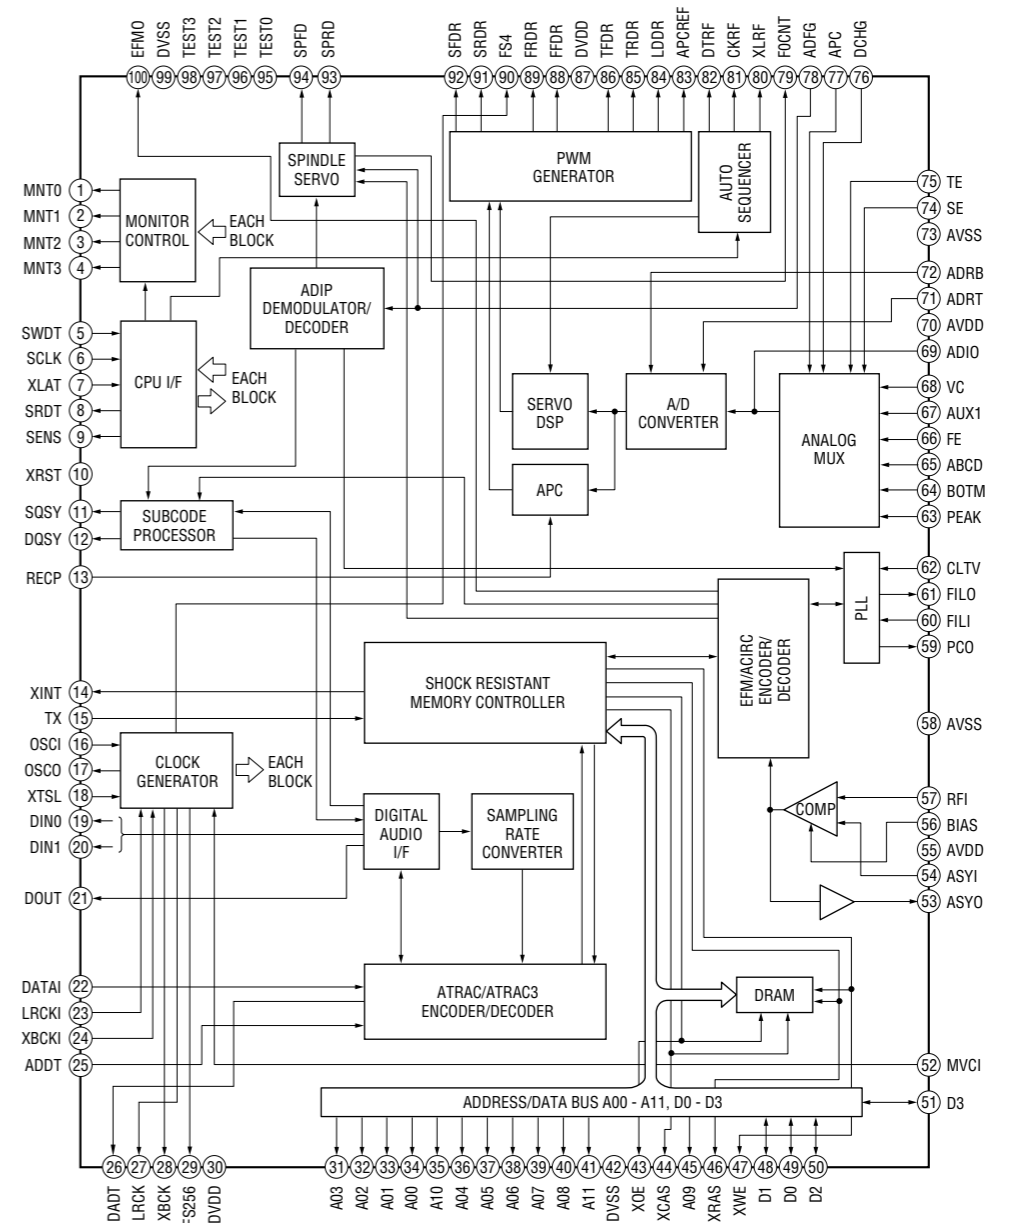 100 EFMO
99 DVSS
98 TEST3
97 TEST2
96 TEST1
95 TEST0
94 SPFD
93 SPRD
92 SFDR
91 SRDR
90 FS4
89 FRDR
88 FFDR
87 DVDD
86 TFDR
85 TRDR
84 LDDR
83 APCREF
82 DTRF
81 CKRF
80 XLRF
79 F0CNT
78 ADFG
77 APC
76 DCHG
MNT0 1
MNT1 2
MNT2 3
MNT3 4
SWDT 5
SCLK 6
XLAT 7
SRDT 8
SENS 9
XRST 10
SQSY 11
DQSY 12
RECP 13
XINT 14
TX 15
OSCI 16
OSCO 17
XTSL 18
DIN0 19
DIN1 20
DOUT 21
DATAI 22
LRCKI 23
XBCKI 24
ADDT 25
SPINDLE
SERVO
PWM
GENERATOR
AUTO
SEQUENCER
MONITOR
CONTROL
EACH
BLOCK
ADIP
DEMODULATOR/
DECODER
CPU I/F
EACH
BLOCK
SERVO
DSP
A/D
CONVERTER
ANALOG
MUX
APC
SUBCODE
PROCESSOR
PLL
EFM/ACIRC
ENCODER/
DECODER
SHOCK RESISTANT
MEMORY CONTROLLER
CLOCK
GENERATOR
EACH
BLOCK
DIGITAL
AUDIO
I/F
SAMPLING
RATE
CONVERTER
COMP
ATRAC/ATRAC3
ENCODER/DECODER
DRAM
ADDRESS/DATA BUS A00 - A11, D0 - D3
75 TE
74 SE
73 AVSS
72 ADRB
71 ADRT
70 AVDD
69 ADIO
68 VC
67 AUX1
66 FE
65 ABCD
64 BOTM
63 PEAK
62 CLTV
61 FILO
60 FILI
59 PCO
58 AVSS
57 RFI
56 BIAS
55 AVDD
54 ASYI
53 ASYO
52 MVCI
51 D3
26 DADT
27 LRCK
28 XBCK
29 FS256
30 DVDD
31 A03
32 A02
33 A01
34 A00
35 A10
36 A04
37 A05
38 A06
39 A07
40 A08
41 A11
42 DVSS
43 XOE
44 XCAS
45 A09
46 XRAS
47 XWE
48 D1
49 D0
50 D2